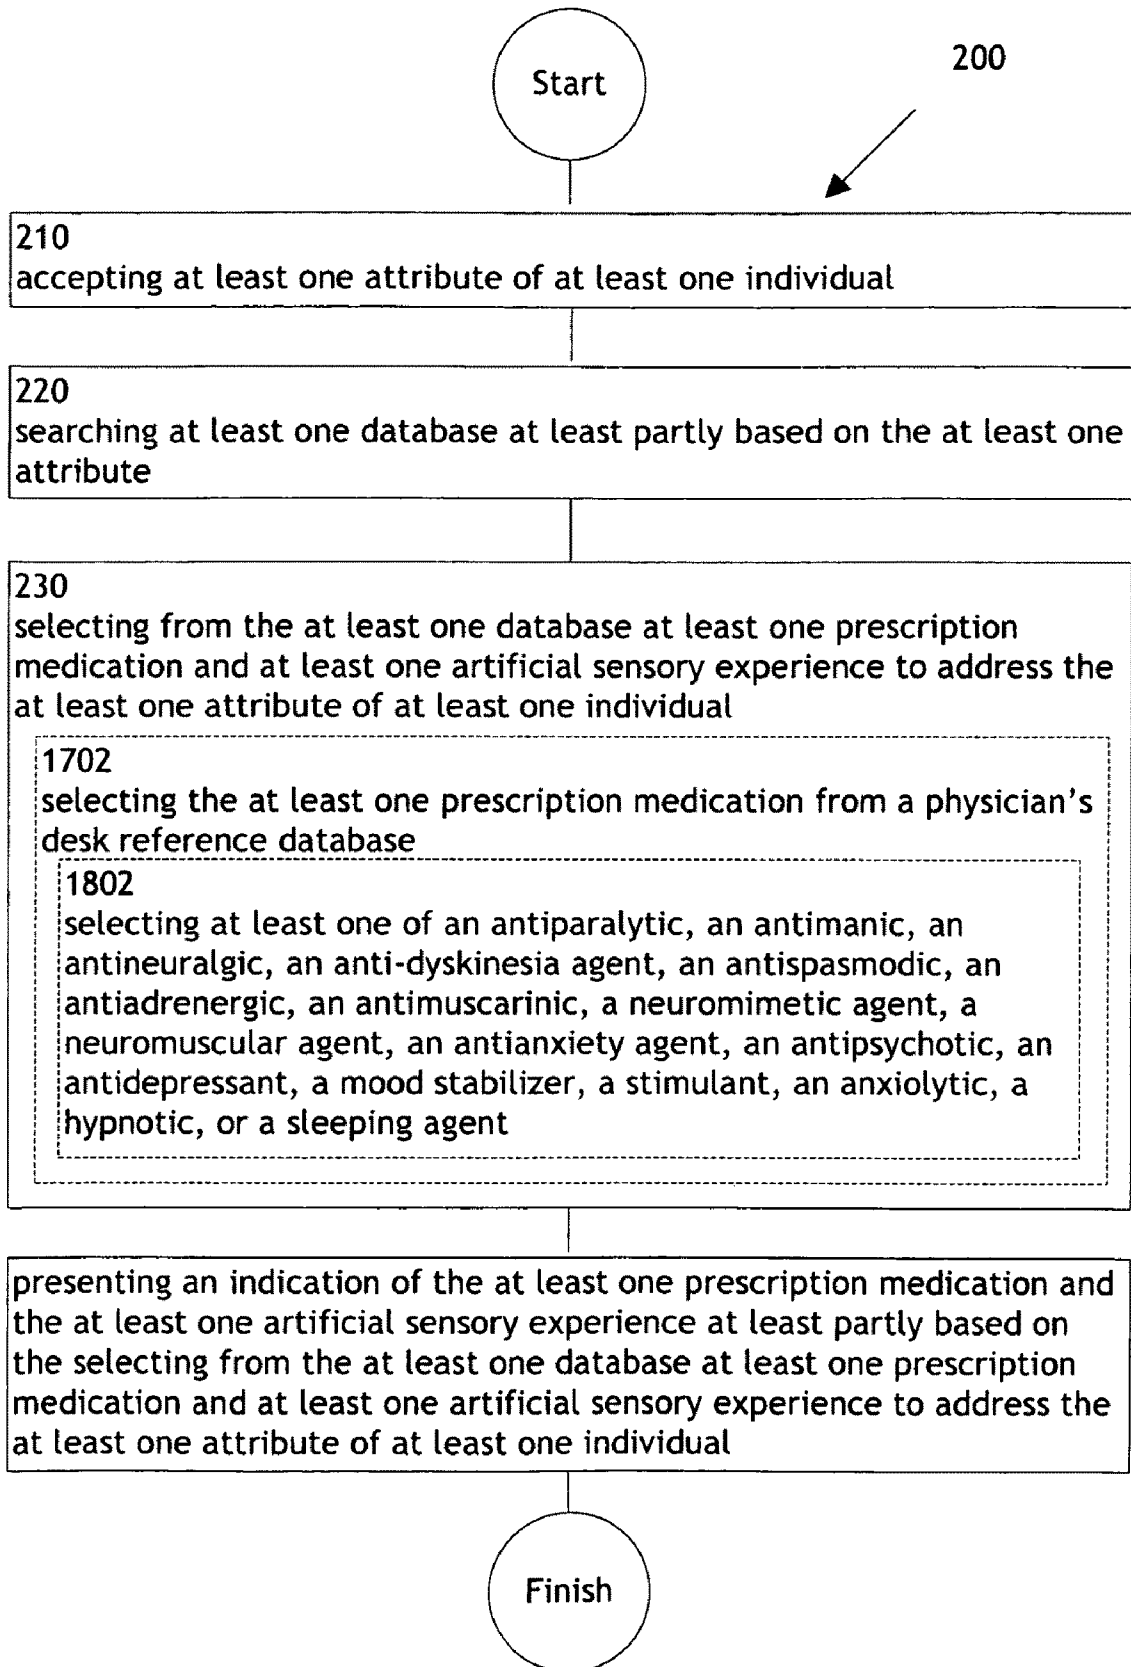 Start
200
210
accepting at least one attribute of at least one individual
220
searching at least one database at least partly based on the at least one
attribute
230
selecting from the at least one database at least one prescription
medication and at least one artificial sensory experience to address the
at least one attribute of at least one individual
1702
selecting the at least one prescription medication from a physician's
desk reference database
1802
selecting at least one of an antiparalytic, an antimanic, an
antineuralgic, an anti-dyskinesia agent, an antispasmodic, an
antiadrenergic, an antimuscarinic, a neuromimetic agent, a
neuromuscular agent, an antianxiety agent, an antipsychotic, an
antidepressant, a mood stabilizer, a stimulant, an anxiolytic, a
hypnotic, or a sleeping agent
presenting an indication of the at least one prescription medication and
the at least one artificial sensory experience at least partly based on
the selecting from the at least one database at least one prescription
medication and at least one artificial sensory experience to address the
at least one attribute of at least one individual
Finish